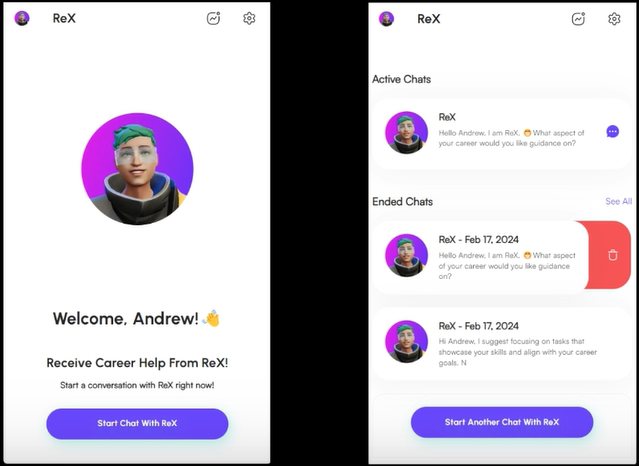 ReX
Welcome, Andrew! 👋
Receive Career Help From ReX!
Start a conversation with ReX right now!
Start Chat With ReX
ReX
Active Chats
ReX
Hello Andrew, I am ReX. 😁 What aspect of
your career would you like guidance on?
Ended Chats
See All
ReX - Feb 17, 2024
Hello Andrew, I am ReX. 😁 What aspect
of your career would you like guidance
on?
ReX - Feb 17, 2024
Hi Andrew, I suggest focusing on tasks that
showcase your skills and align with your career
goals. N
Start Another Chat With ReX